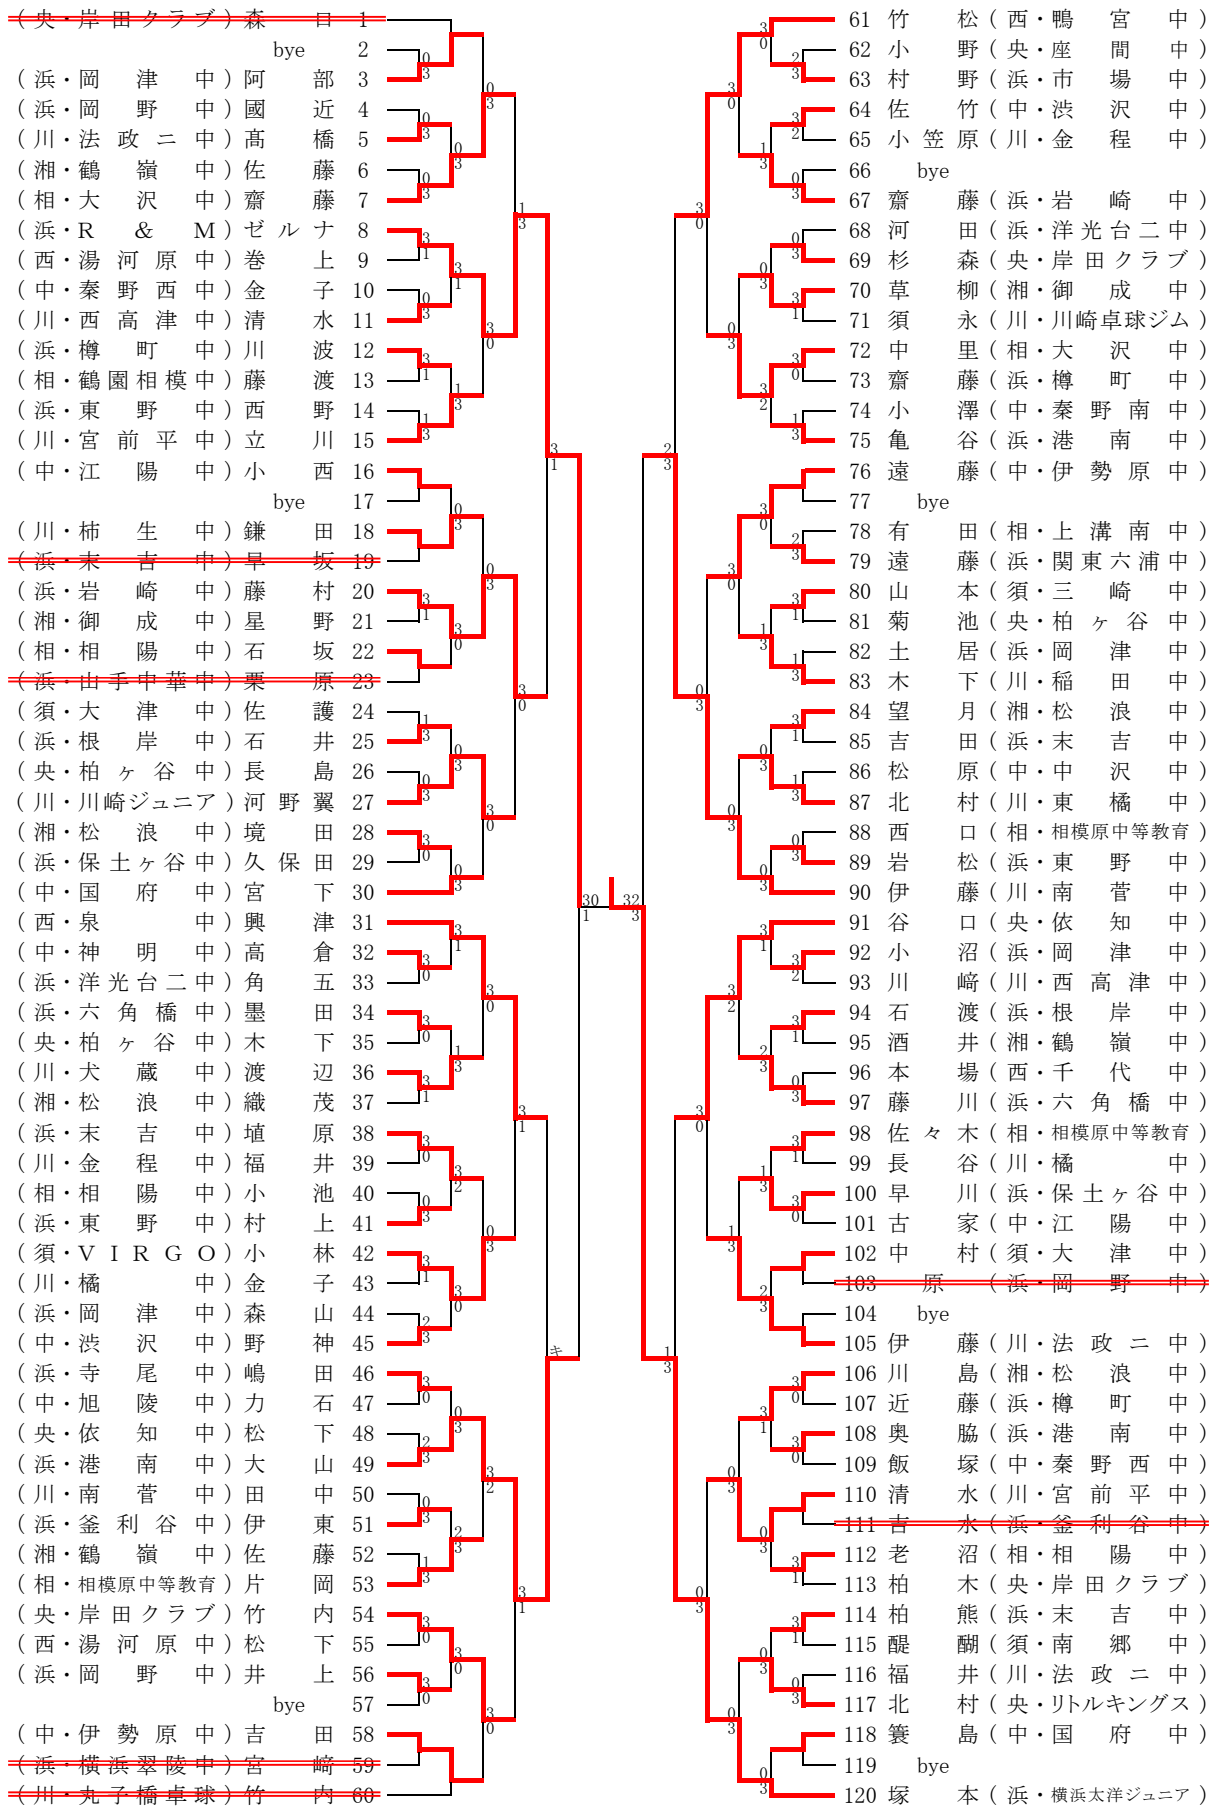 (央・岸田クラブ)森口 1
bye 2
(浜・岡津中)阿部 3
(浜・岡野中)國近 4
(川・法政二中)髙橋 5
(湘・鶴嶺中)佐藤 6
(相・大沢中)齋藤 7
(浜・R&M)ゼルナ 8
(西・湯河原中)巻上 9
(中・秦野西中)金子 10
(川・西高津中)清水 11
(浜・樽町中)川波 12
(相・鶴園相模中)藤渡 13
(浜・東野中)西野 14
(川・宮前平中)立川 15
(中・江陽中)小西 16
bye 17
(川・柿生中)鎌田 18
(浜・末吉中)早坂 19
(浜・岩崎中)藤村 20
(湘・御成中)星野 21
(相・相陽中)石坂 22
(浜・山手中華中)栗原 23
(須・大津中)佐護 24
(浜・根岸中)石井 25
(央・柏ヶ谷中)長島 26
(川・川崎ジュニア)河野翼 27
(湘・松浪中)境田 28
(浜・保土ヶ谷中)久保田 29
(中・国府中)宮下 30
(西・泉中)興津 31
(中・神明中)高倉 32
(浜・洋光台二中)角五 33
(浜・六角橋中)墨田 34
(央・柏ヶ谷中)木下 35
(川・犬蔵中)渡辺 36
(湘・松浪中)織茂 37
(浜・末吉中)埴原 38
(川・金程中)福井 39
(相・相陽中)小池 40
(浜・東野中)村上 41
(須・VIRGO)小林 42
(川・橘中)金子 43
(浜・岡津中)森山 44
(中・渋沢中)野神 45
(浜・寺尾中)嶋田 46
(中・旭陵中)力石 47
(央・依知中)松下 48
(浜・港南中)大山 49
(川・南菅中)田中 50
(浜・釜利谷中)伊東 51
(湘・鶴嶺中)佐藤 52
(相・相模原中等教育)片岡 53
(央・岸田クラブ)竹内 54
(西・湯河原中)松下 55
(浜・岡野中)井上 56
bye 57
(中・伊勢原中)吉田 58
(浜・横浜翠陵中)宮﨑 59
(川・丸子橋卓球)竹内 60
61 竹松(西・鴨宮中)
62 小野(央・座間中)
63 村野(浜・市場中)
64 佐竹(中・渋沢中)
65 小笠原(川・金程中)
66 bye
67 齋藤(浜・岩崎中)
68 河田(浜・洋光台二中)
69 杉森(央・岸田クラブ)
70 草柳(湘・御成中)
71 須永(川・川崎卓球ジム)
72 中里(相・大沢中)
73 齋藤(浜・樽町中)
74 小澤(中・秦野南中)
75 亀谷(浜・港南中)
76 遠藤(中・伊勢原中)
77 bye
78 有田(相・上溝南中)
79 遠藤(浜・関東六浦中)
80 山本(須・三崎中)
81 菊池(央・柏ヶ谷中)
82 土居(浜・岡津中)
83 木下(川・稲田中)
84 望月(湘・松浪中)
85 吉田(浜・末吉中)
86 松原(中・中沢中)
87 北村(川・東橘中)
88 西口(相・相模原中等教育)
89 岩松(浜・東野中)
90 伊藤(川・南菅中)
91 谷口(央・依知中)
92 小沼(浜・岡津中)
93 川﨑(川・西高津中)
94 石渡(浜・根岸中)
95 酒井(湘・鶴嶺中)
96 本場(西・千代中)
97 藤川(浜・六角橋中)
98 佐々木(相・相模原中等教育)
99 長谷(川・橘中)
100 早川(浜・保土ヶ谷中)
101 古家(中・江陽中)
102 中村(須・大津中)
103 原(浜・岡野中)
104 bye
105 伊藤(川・法政二中)
106 川島(湘・松浪中)
107 近藤(浜・樽町中)
108 奥脇(浜・港南中)
109 飯塚(中・秦野西中)
110 清水(川・宮前平中)
111 吉水(浜・釜利谷中)
112 老沼(相・相陽中)
113 柏木(央・岸田クラブ)
114 柏熊(浜・末吉中)
115 醍醐(須・南郷中)
116 福井(川・法政二中)
117 北村(央・リトルキングス)
118 簑島(中・国府中)
119 bye
120 塚本(浜・横浜太洋ジュニア)